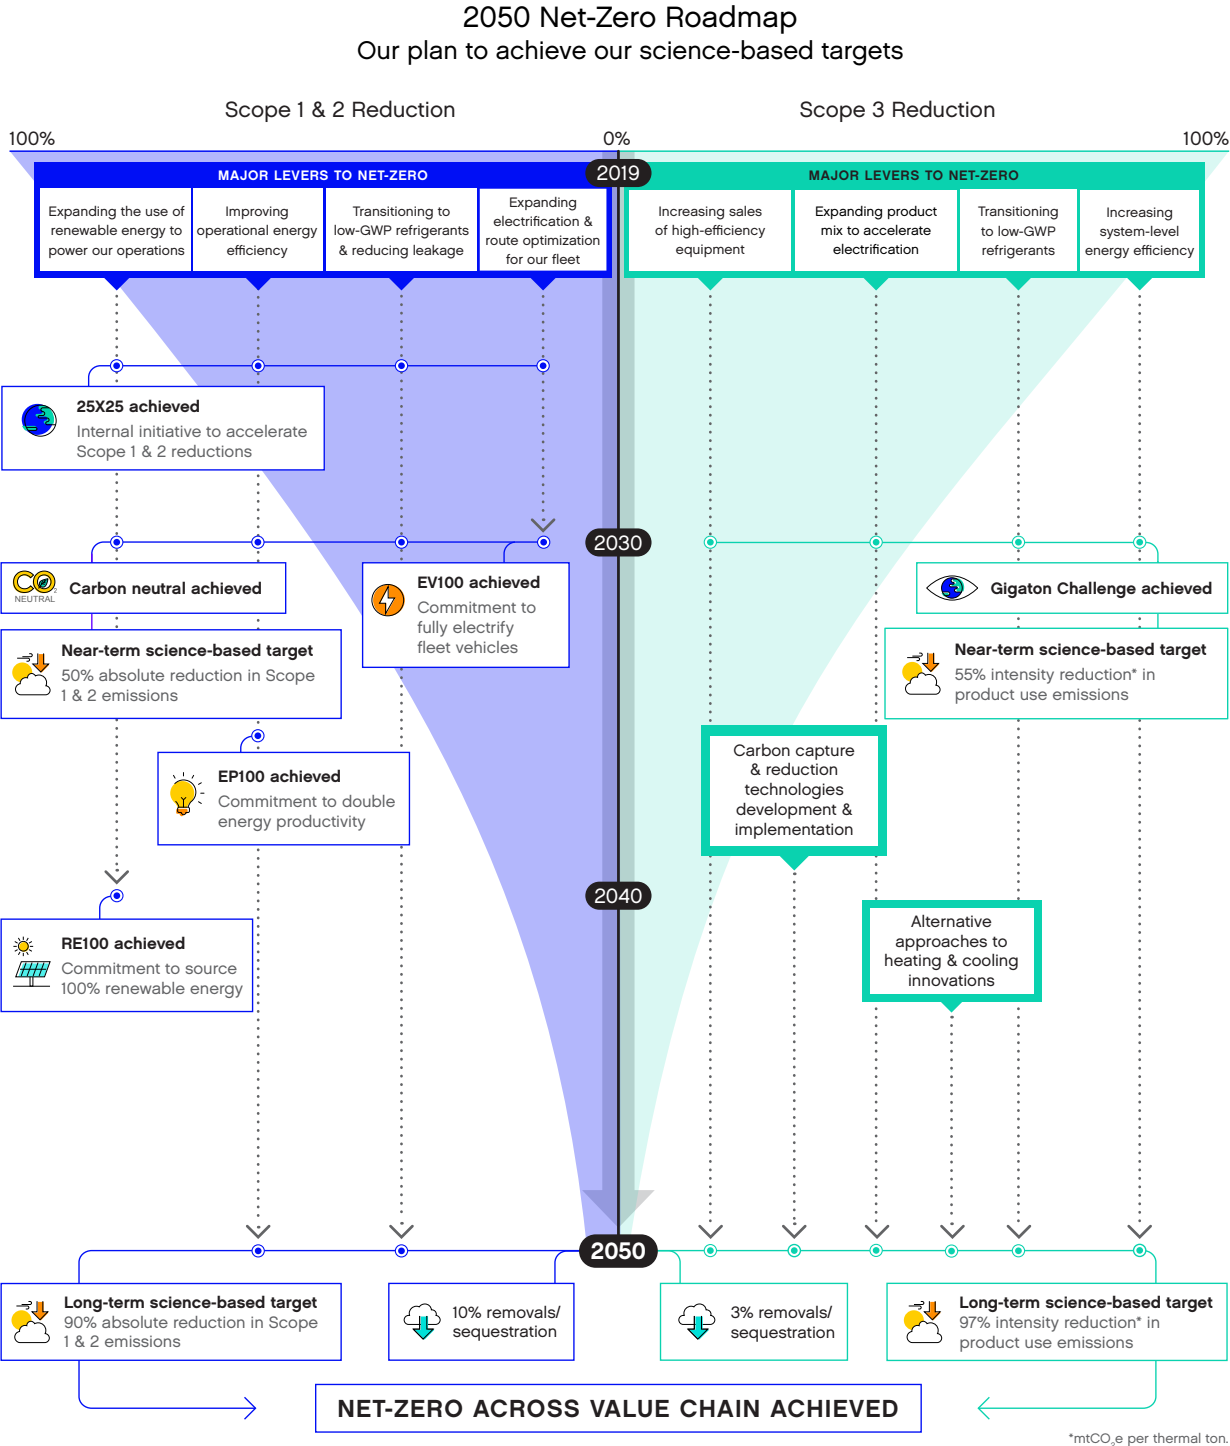 2050 Net-Zero Roadmap
Our plan to achieve our science-based targets
Scope 1 & 2 Reduction
Scope 3 Reduction
100%
0%
100%
2019
MAJOR LEVERS TO NET-ZERO
Expanding the use of
renewable energy to
power our operations
Improving
operational energy
efficiency
Transitioning to
low-GWP refrigerants
& reducing leakage
Expanding
electrification &
route optimization
for our fleet
MAJOR LEVERS TO NET-ZERO
Increasing sales
of high-efficiency
equipment
Expanding product
mix to accelerate
electrification
Transitioning
to low-GWP
refrigerants
Increasing
system-level
energy efficiency
25X25 achieved
Internal initiative to accelerate
Scope 1 & 2 reductions
2030
CO2
NEUTRAL
Carbon neutral achieved
EV100 achieved
Commitment to
fully electrify
fleet vehicles
Gigaton Challenge achieved
Near-term science-based target
50% absolute reduction in Scope
1 & 2 emissions
Near-term science-based target
55% intensity reduction* in
product use emissions
EP100 achieved
Commitment to double
energy productivity
Carbon capture
& reduction
technologies
development &
implementation
2040
RE100 achieved
Commitment to source
100% renewable energy
Alternative
approaches to
heating & cooling
innovations
2050
Long-term science-based target
90% absolute reduction in Scope
1 & 2 emissions
10% removals/
sequestration
3% removals/
sequestration
Long-term science-based target
97% intensity reduction* in
product use emissions
NET-ZERO ACROSS VALUE CHAIN ACHIEVED
*mtCO₂e per thermal ton.